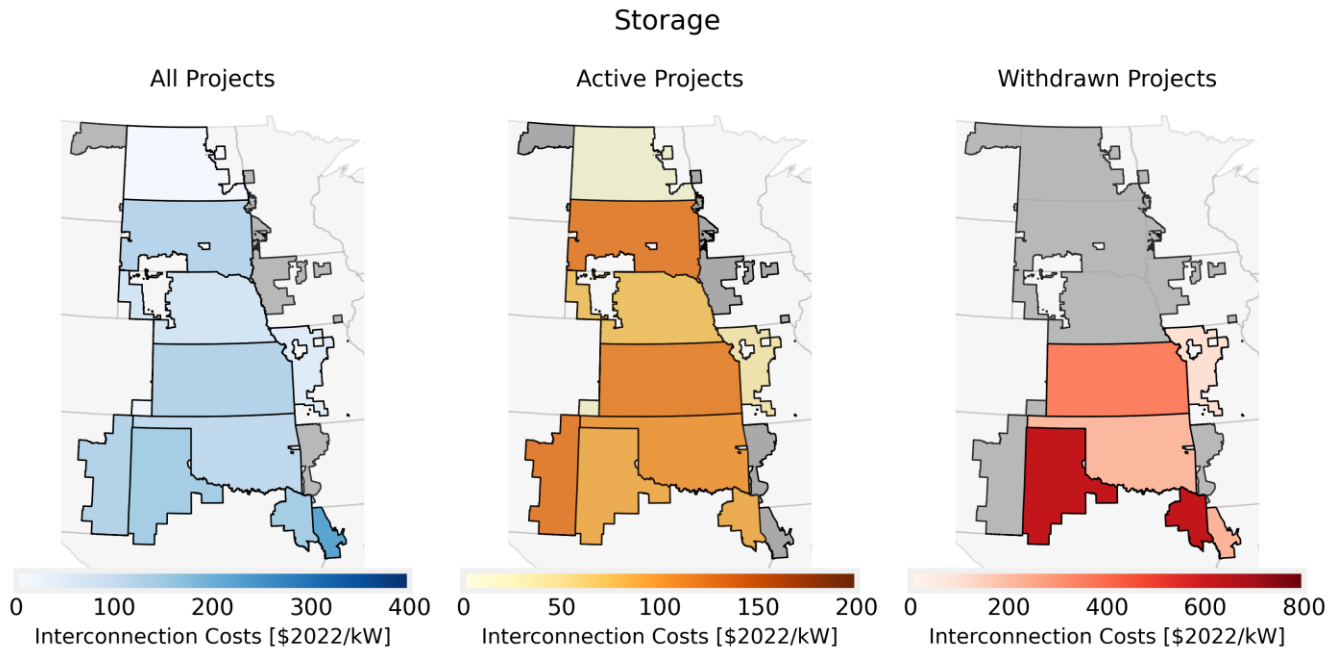 Storage
All Projects
Active Projects
Withdrawn Projects
0 100 200 300 400
Interconnection Costs [$2022/kW]
0 50 100 150 200
Interconnection Costs [$2022/kW]
0 200 400 600 800
Interconnection Costs [$2022/kW]